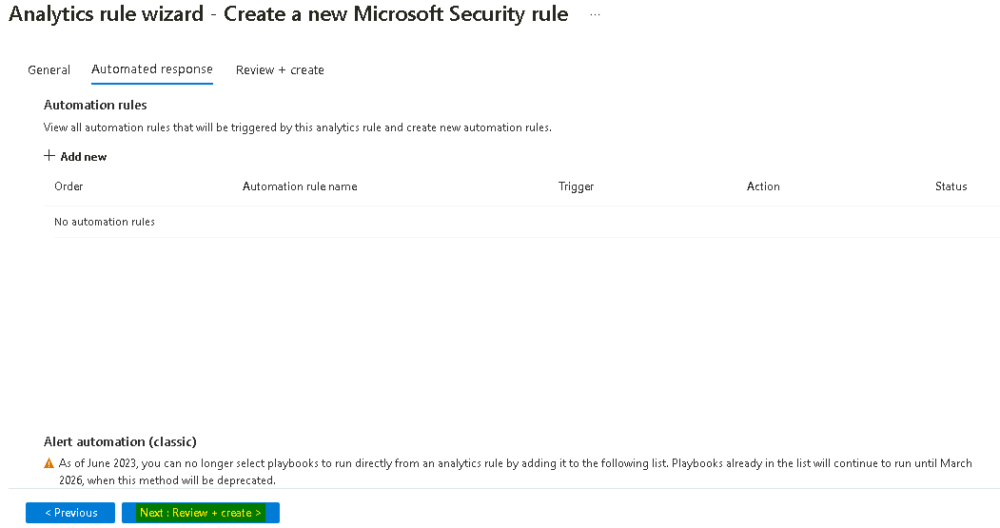 Analytics rule wizard - Create a new Microsoft Security rule ...
General Automated response Review + create
Automation rules
View all automation rules that will be triggered by this analytics rule and create new automation rules.
+ Add new
Order Automation rule name Trigger Action Status
No automation rules
Alert automation (classic)
As of June 2023, you can no longer select playbooks to run directly from an analytics rule by adding it to the following list. Playbooks already in the list will continue to run until March
2026, when this method will be deprecated.
< Previous Next : Review + create >